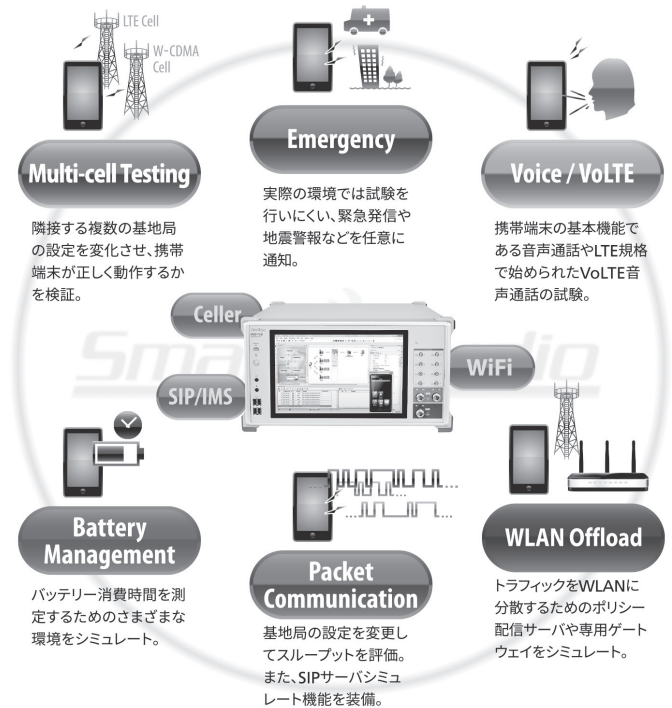 LTE Cell
W-CDMA
Cell
Multi-cell Testing
隣接する複数の基地局
の設定を変化させ、携帯
端末が正しく動作するか
を検証。
Emergency
実際の環境では試験を
行いにくい、緊急発信や
地震警報などを任意に
通知。
Voice / VoLTE
携帯端末の基本機能で
ある音声通話やLTE規格
で始められたVoLTE音
声通話の試験。
Celler
SIP/IMS
WiFi
Battery
Management
バッテリー消費時間を測
定するためのさまざまな
環境をシミュレート。
Packet
Communication
基地局の設定を変更し
てスループットを評価。
また、SIPサーバシミュ
レート機能を装備。
WLAN Offload
トラフィックをWLANに
分散するためのポリシー
配信サーバや専用ゲート
ウェイをシミュレート。